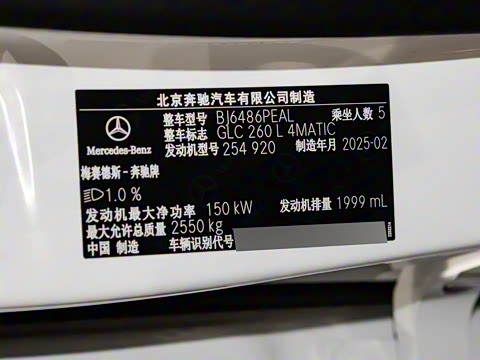 北京奔驰汽车有限公司制造
整车型号 BJ6486PEAL 乘坐人数 5
整车标志 GLC 260 L 4MATIC
发动机型号 254 920 制造年月 2025-02
Mercedes-Benz
梅赛德斯-奔驰牌
1.0 %
发动机最大净功率 150 kW 发动机排量 1999 mL
最大允许总质量 2550 kg
中国 制造 车辆识别代号